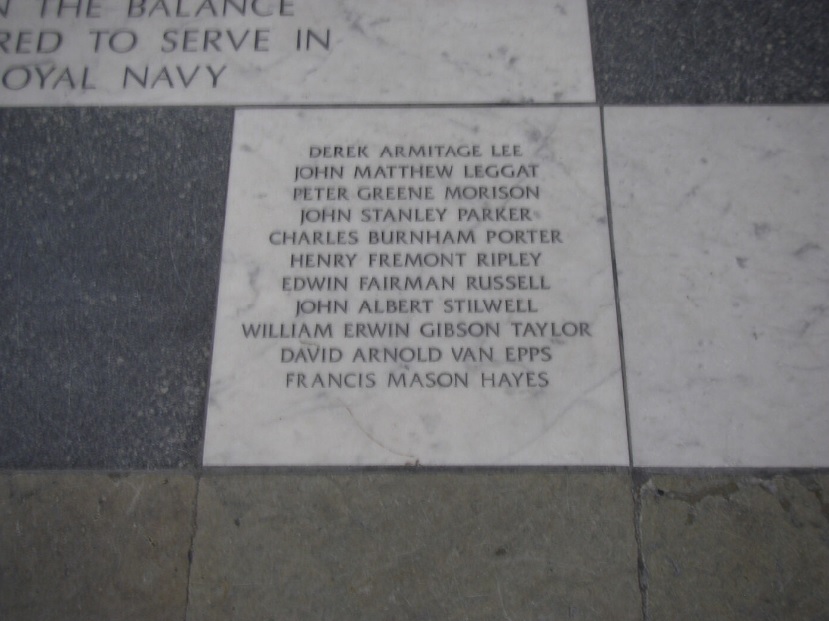 N THE BALANCE
RED TO SERVE IN
OYAL NAVY
DEREK ARMITAGE LEE
JOHN MATTHEW LEGGAT
PETER GREENE MORISON
JOHN STANLEY PARKER
CHARLES BURNHAM PORTER
HENRY FREMONT RIPLEY
EDWIN FAIRMAN RUSSELL
JOHN ALBERT STILWELL
WILLIAM ERWIN GIBSON TAYLOR
DAVID ARNOLD VAN EPPS
FRANCIS MASON HAYES